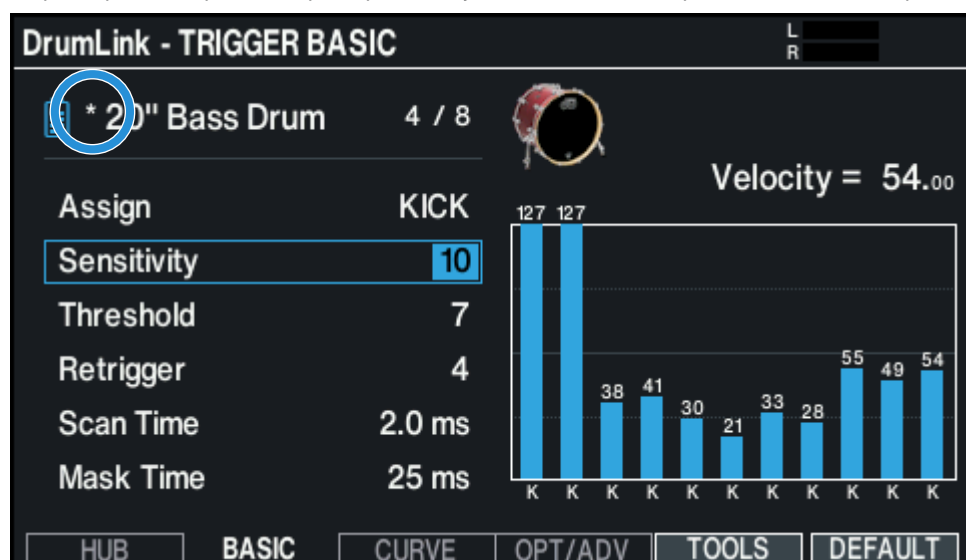 DrumLink - TRIGGER BASIC
L
R
* 20" Bass Drum 4 / 8
Velocity = 54.00
Assign KICK
Sensitivity 10
Threshold 7
Retrigger 4
Scan Time 2.0 ms
Mask Time 25 ms
127 127 38 41 30 21 33 28 55 49 54
K K K K K K K K K K K
HUB BASIC CURVE OPT/ADV TOOLS DEFAULT